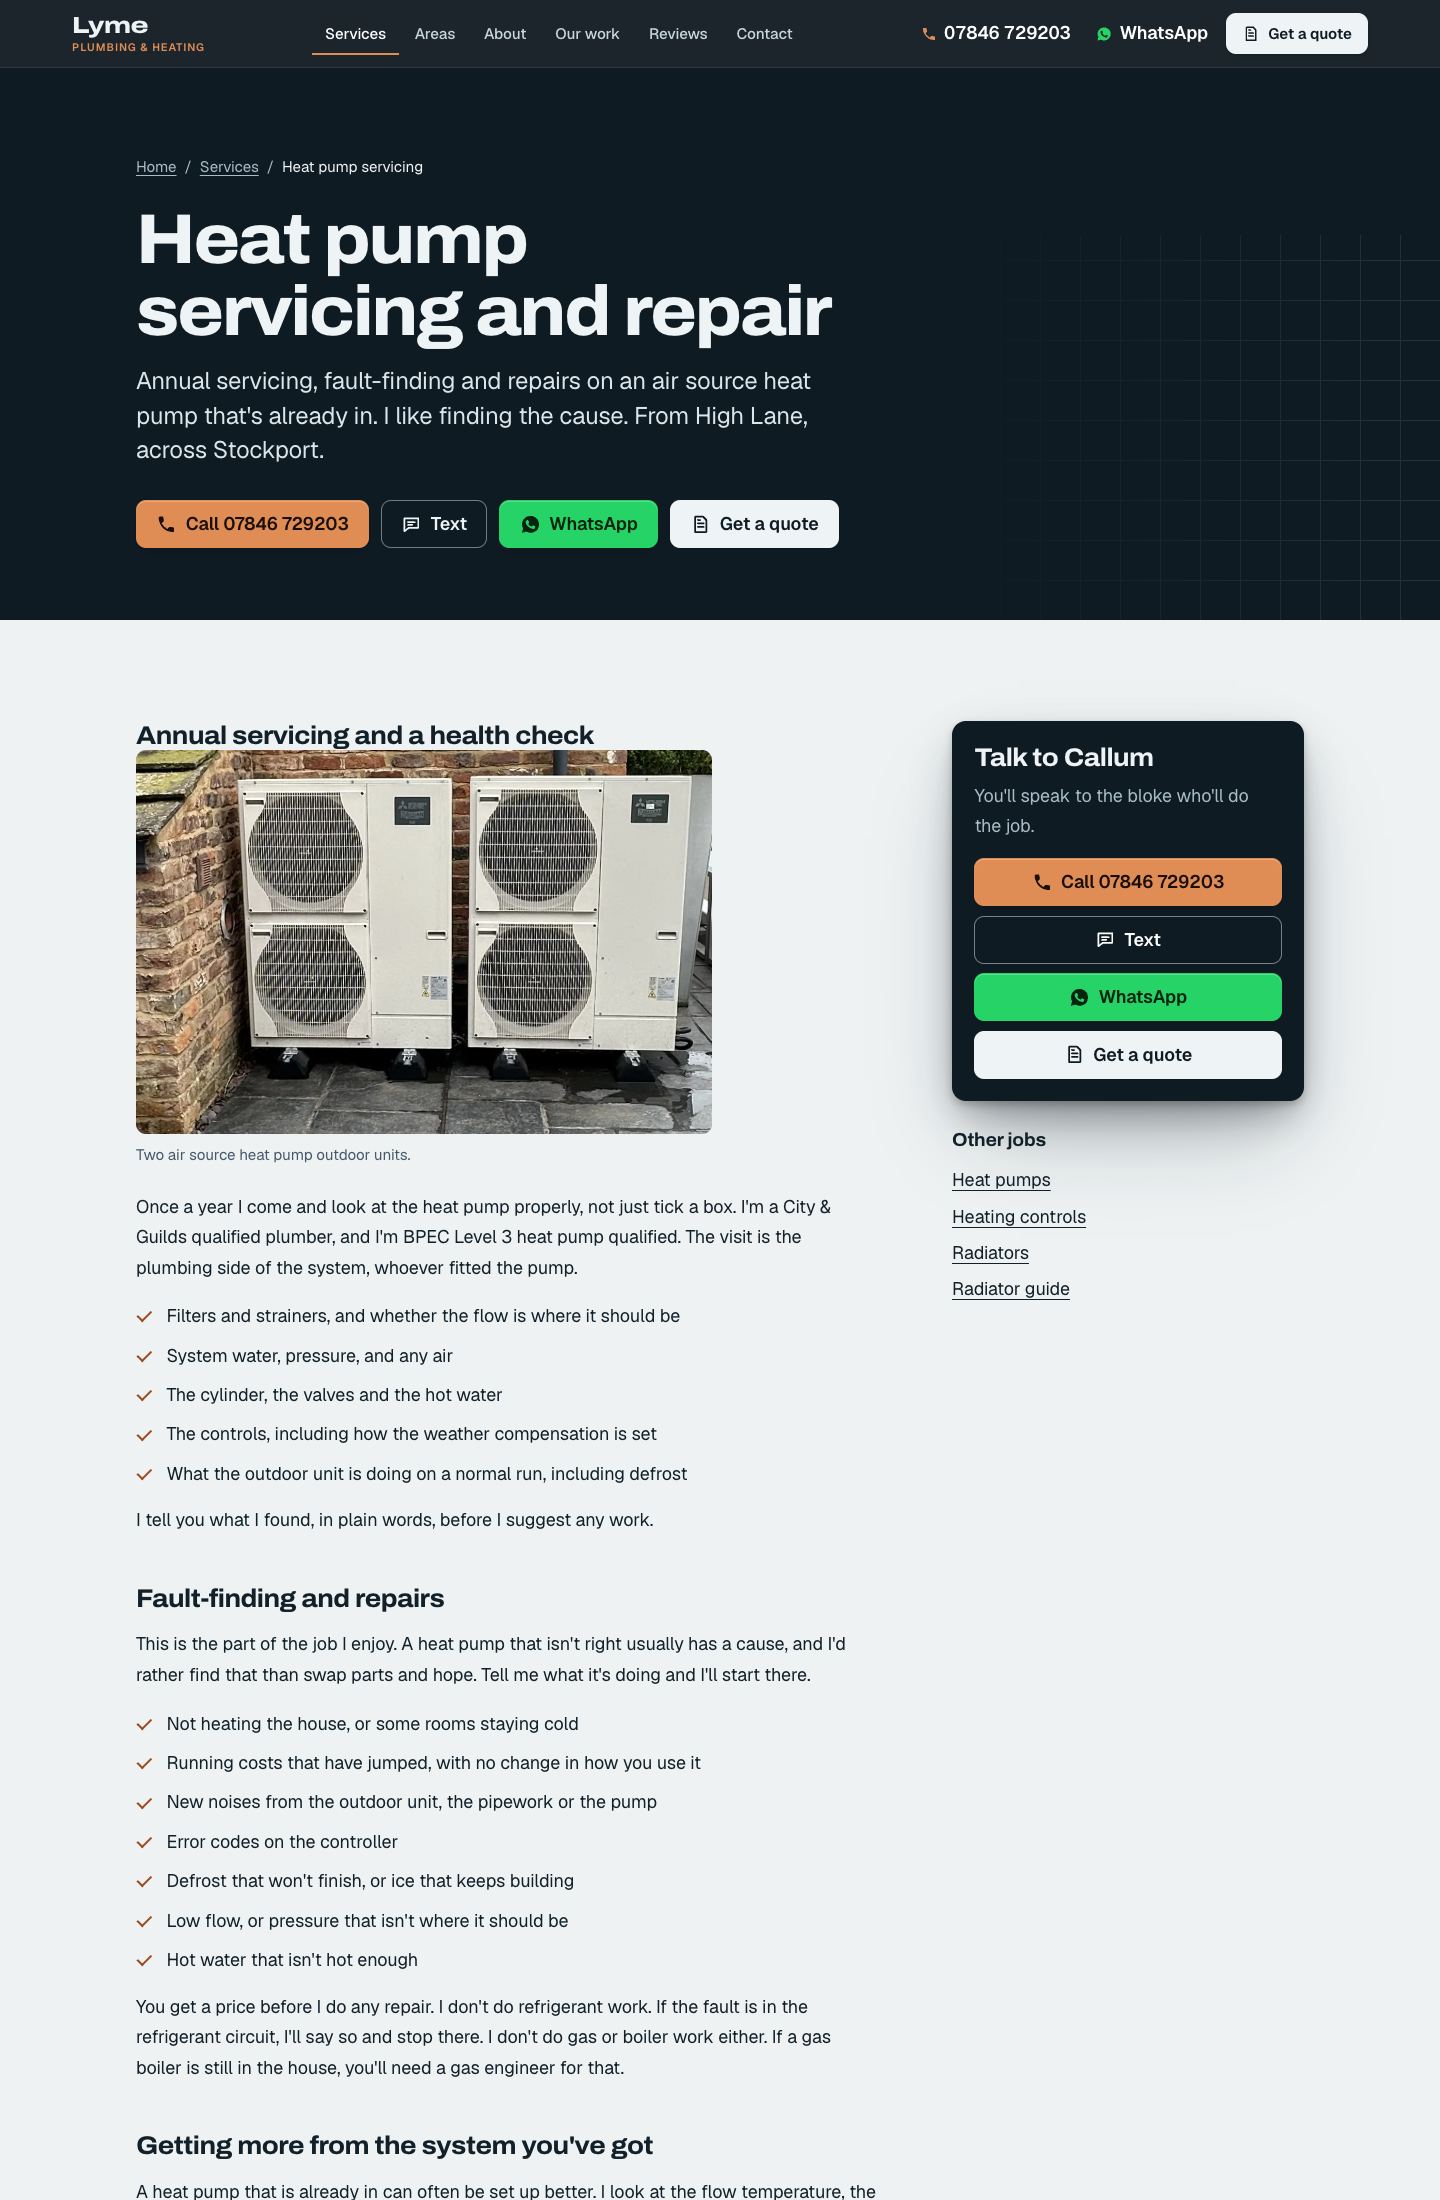 Lyme
PLUMBING & HEATING
Services
Areas
About
Our work
Reviews
Contact
07846 729203
WhatsApp
Get a quote
Home / Services / Heat pump servicing
Heat pump
servicing and repair
Annual servicing, fault-finding and repairs on an air source heat
pump that's already in. I like finding the cause. From High Lane,
across Stockport.
Call 07846 729203
Text
WhatsApp
Get a quote
Annual servicing and a health check
Two air source heat pump outdoor units.
Once a year I come and look at the heat pump properly, not just tick a box. I'm a City &
Guilds qualified plumber, and I'm BPEC Level 3 heat pump qualified. The visit is the
plumbing side of the system, whoever fitted the pump.
Filters and strainers, and whether the flow is where it should be
System water, pressure, and any air
The cylinder, the valves and the hot water
The controls, including how the weather compensation is set
What the outdoor unit is doing on a normal run, including defrost
I tell you what I found, in plain words, before I suggest any work.
Fault-finding and repairs
This is the part of the job I enjoy. A heat pump that isn't right usually has a cause, and I'd
rather find that than swap parts and hope. Tell me what it's doing and I'll start there.
Not heating the house, or some rooms staying cold
Running costs that have jumped, with no change in how you use it
New noises from the outdoor unit, the pipework or the pump
Error codes on the controller
Defrost that won't finish, or ice that keeps building
Low flow, or pressure that isn't where it should be
Hot water that isn't hot enough
You get a price before I do any repair. I don't do refrigerant work. If the fault is in the
refrigerant circuit, I'll say so and stop there. I don't do gas or boiler work either. If a gas
boiler is still in the house, you'll need a gas engineer for that.
Getting more from the system you've got
A heat pump that is already in can often be set up better. I look at the flow temperature, the
Talk to Callum
You'll speak to the bloke who'll do
the job.
Call 07846 729203
Text
WhatsApp
Get a quote
Other jobs
Heat pumps
Heating controls
Radiators
Radiator guide